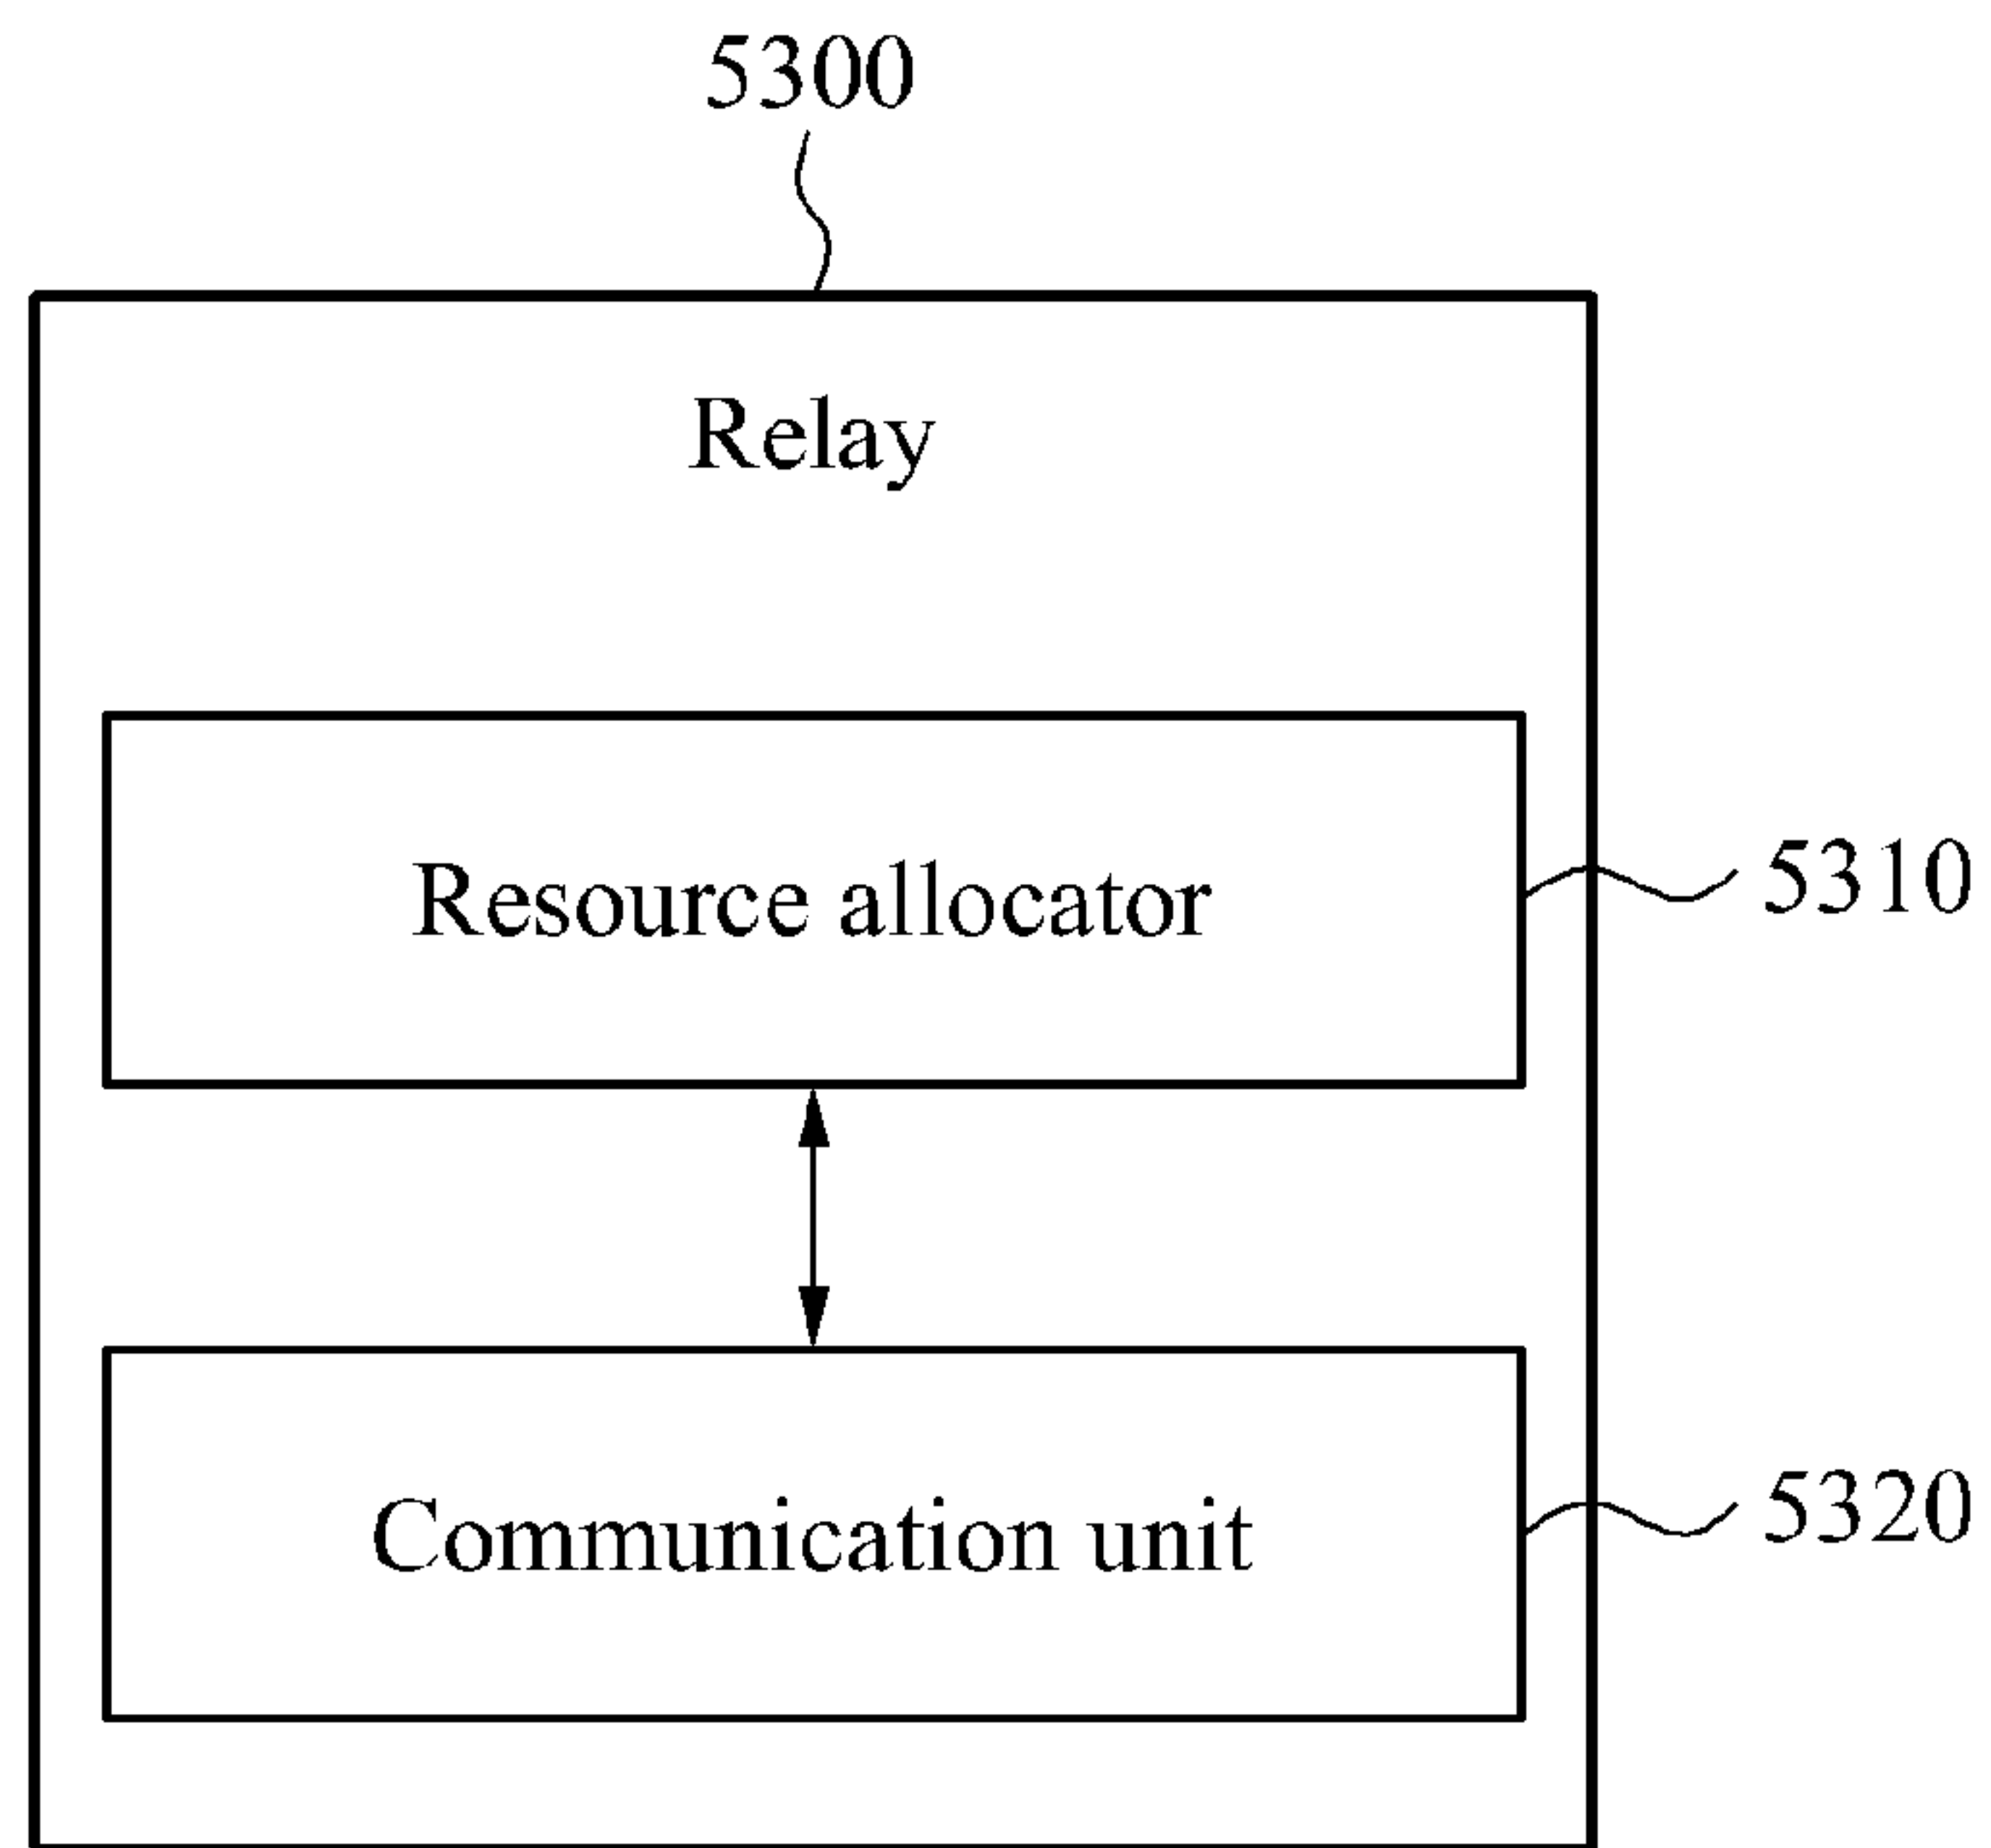 5300
Relay
Resource allocator
5310
Communication unit
5320